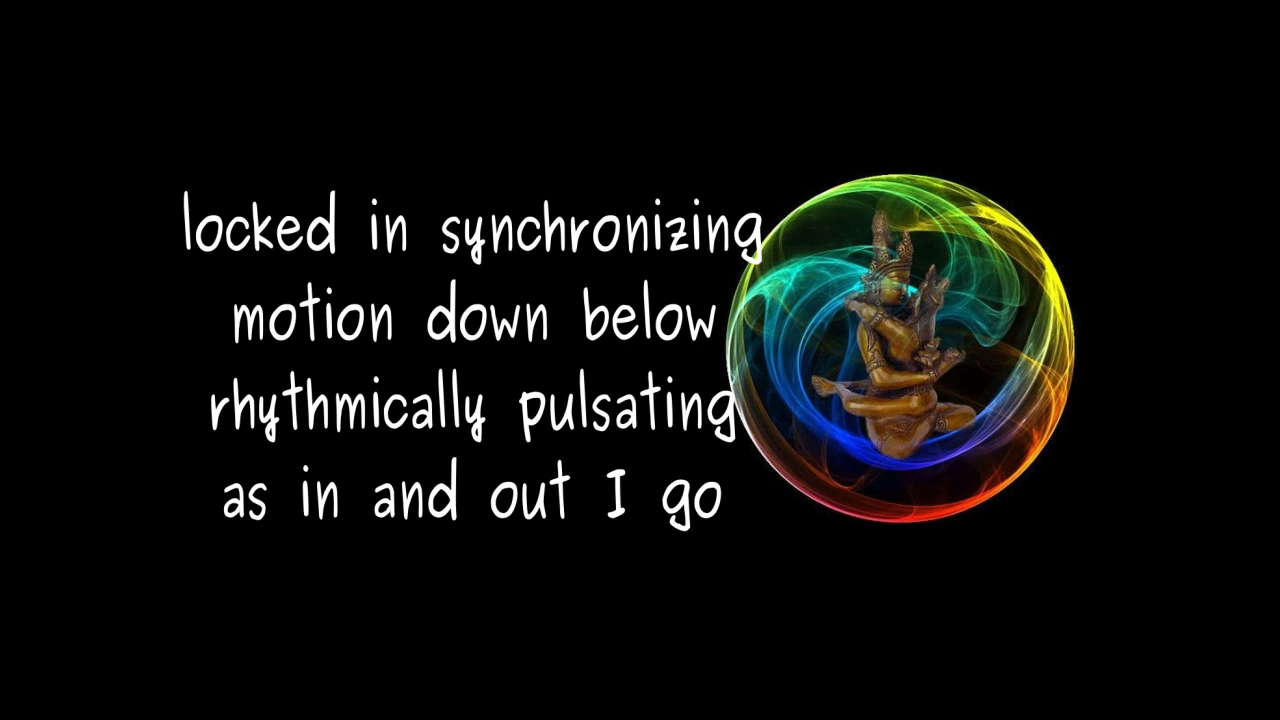 locked in synchronizing
motion down below
rhythmically pulsating
as in and out I go